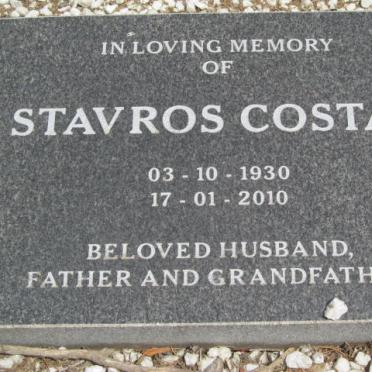 IN LOVING MEMORY
OF
STAVROS COSTA
03 - 10 - 1930
17 - 01 - 2010
BELOVED HUSBAND,
FATHER AND GRANDFATH